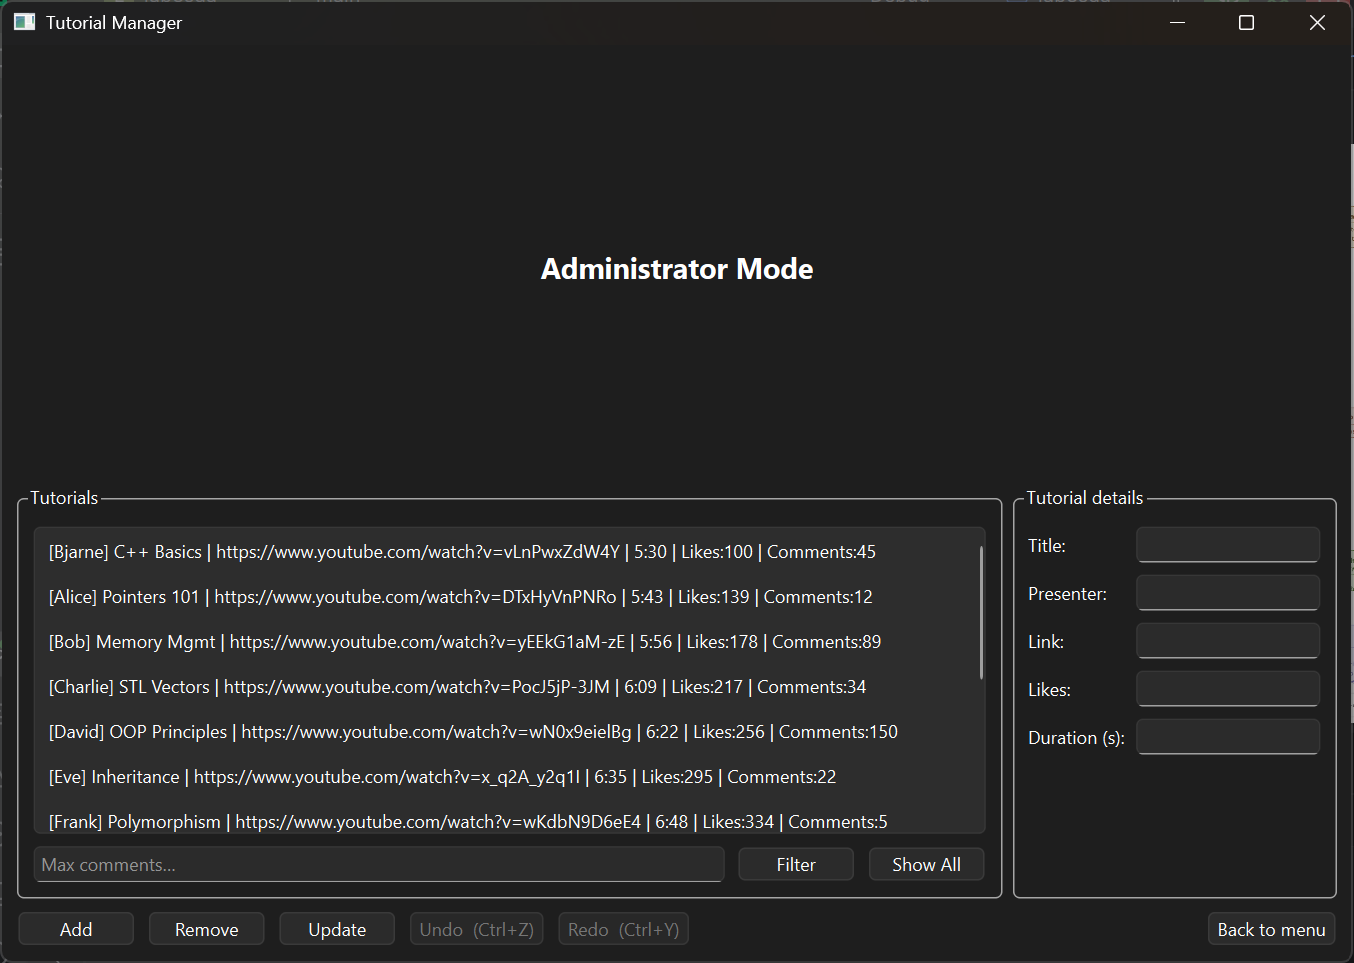 Tutorial Manager
Administrator Mode
Tutorials
[Bjarne] C++ Basics | https://www.youtube.com/watch?v=vLnPwxZdW4Y | 5:30 | Likes:100 | Comments:45
[Alice] Pointers 101 | https://www.youtube.com/watch?v=DTxHyVnPNRo | 5:43 | Likes:139 | Comments:12
[Bob] Memory Mgmt | https://www.youtube.com/watch?v=yEEkG1aM-zE | 5:56 | Likes:178 | Comments:89
[Charlie] STL Vectors | https://www.youtube.com/watch?v=PocJ5jP-3JM | 6:09 | Likes:217 | Comments:34
[David] OOP Principles | https://www.youtube.com/watch?v=wN0x9eielBg | 6:22 | Likes:256 | Comments:150
[Eve] Inheritance | https://www.youtube.com/watch?v=x_q2A_y2q1I | 6:35 | Likes:295 | Comments:22
[Frank] Polymorphism | https://www.youtube.com/watch?v=wKdbN9D6eE4 | 6:48 | Likes:334 | Comments:5
Max comments...
Filter
Show All
Tutorial details
Title:
Presenter:
Link:
Likes:
Duration (s):
Add
Remove
Update
Undo (Ctrl+Z)
Redo (Ctrl+Y)
Back to menu